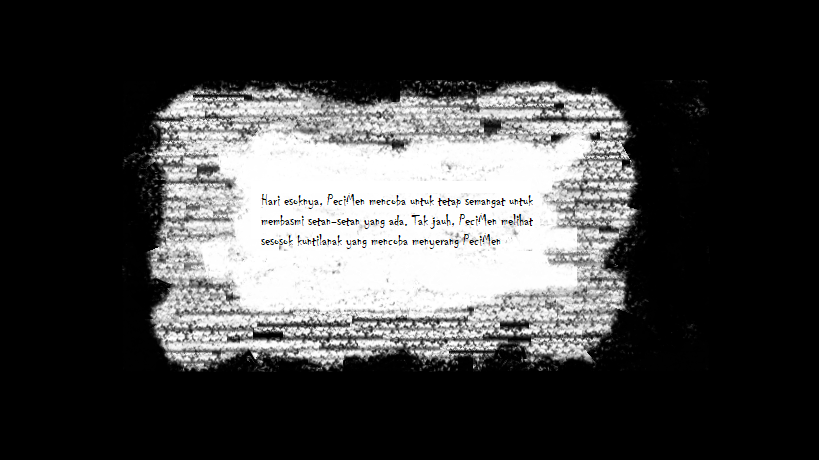 Hari esoknya, PeciMen mencoba untuk tetap semangat untuk
membasmi setan-setan yang ada. Tak jauh, PeciMen melihat
sesosok kuntilanak yang mencoba menyerang PeciMen